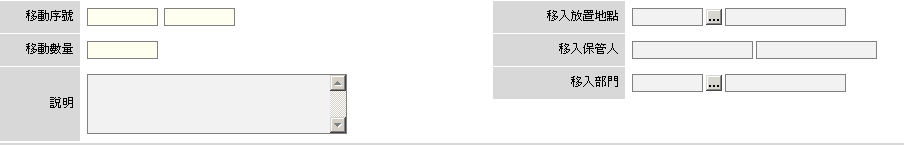 移動序號
移動數量
說明
移入放置地點 ...
移入保管人
移入部門 ...